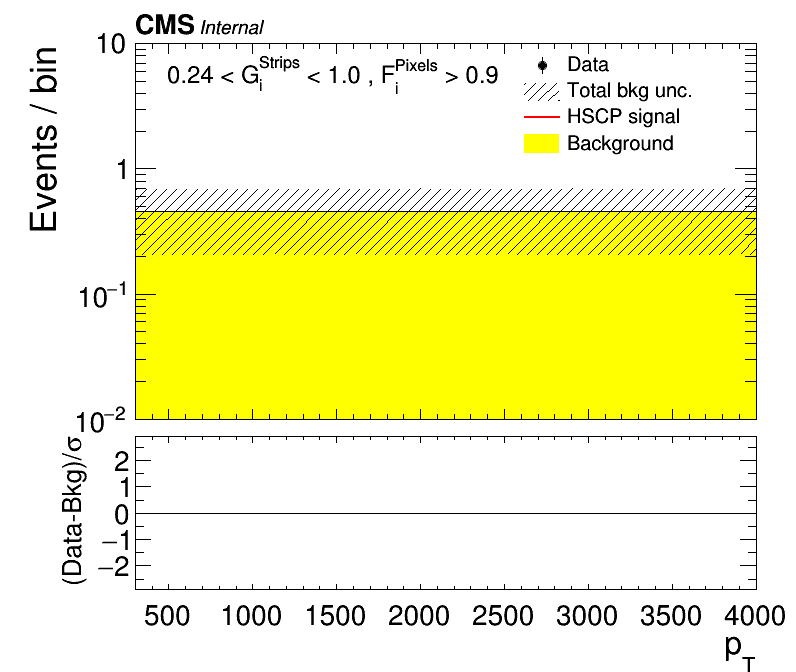 CMS Internal
Events / bin
10
1
10⁻¹
10⁻²
0.24 < G_i^Strips < 1.0 , F_i^Pixels > 0.9
Data
Total bkg unc.
HSCP signal
Background
(Data-Bkg)/σ
2
1
0
−1
−2
500 1000 1500 2000 2500 3000 3500 4000
p_T